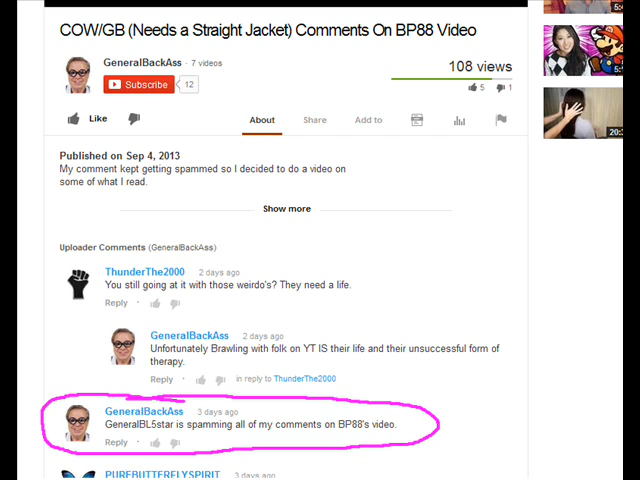 COW/GB (Needs a Straight Jacket) Comments On BP88 Video
GeneralBackAss · 7 videos
Subscribe 12
108 views
5 1
Like
About Share Add to
Published on Sep 4, 2013
My comment kept getting spammed so I decided to do a video on
some of what I read.
Show more
Uploader Comments (GeneralBackAss)
ThunderThe2000 2 days ago
You still going at it with those weirdo's? They need a life.
Reply ·
GeneralBackAss 2 days ago
Unfortunately Brawling with folk on YT IS their life and their unsuccessful form of
therapy.
Reply · in reply to ThunderThe2000
GeneralBackAss 3 days ago
GeneralBL5star is spamming all of my comments on BP88's video.
Reply ·
PUREBUTTERFLYSPIRIT 3 days ago